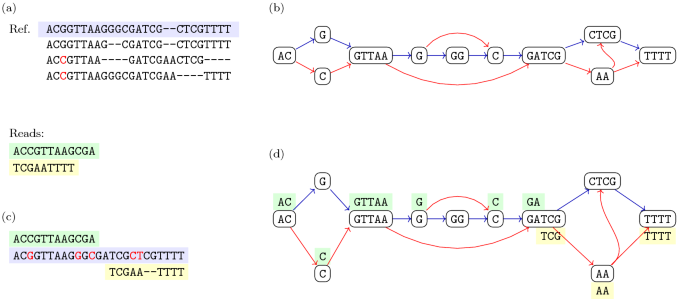 (a)
Ref. ACGGTTAAGGGCGATCG--CTCGTTTT
ACGGTTAAG--CGATCG--CTCGTTTT
ACCGTTAA----GATCGAACTCG----
ACCGTTAAGGGCGATCGAA----TTTT
Reads:
ACCGTTAAGCGA
TCGAATTTT
(b)
AC G C GTTAA G GG C GATCG CTCG AA TTTT
(c)
ACCGTTAAGCGA
ACGGTTAAGGGCGATCGCTCGTTTT
TCGAA--TTTT
(d)
G CTCG
AC GTTAA G C GA
AC GTTAA G GG C GATCG TTTT
C TCG TTTT
C AA
AA